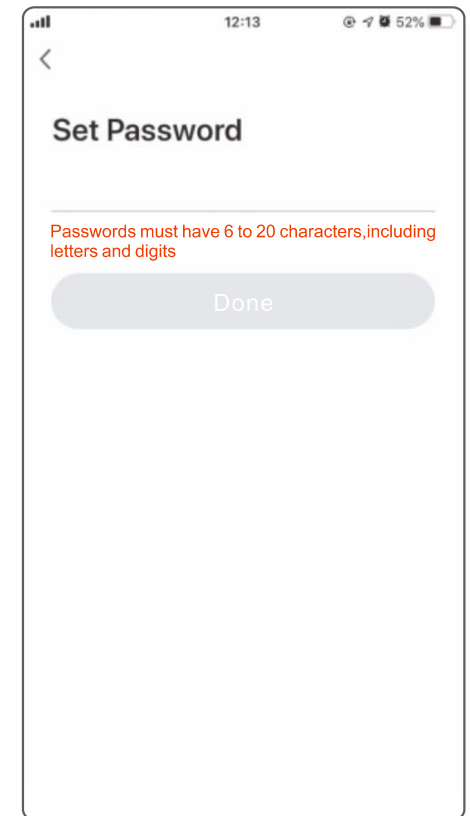 12:13
52%
Set Password
Passwords must have 6 to 20 characters,including
letters and digits
Done